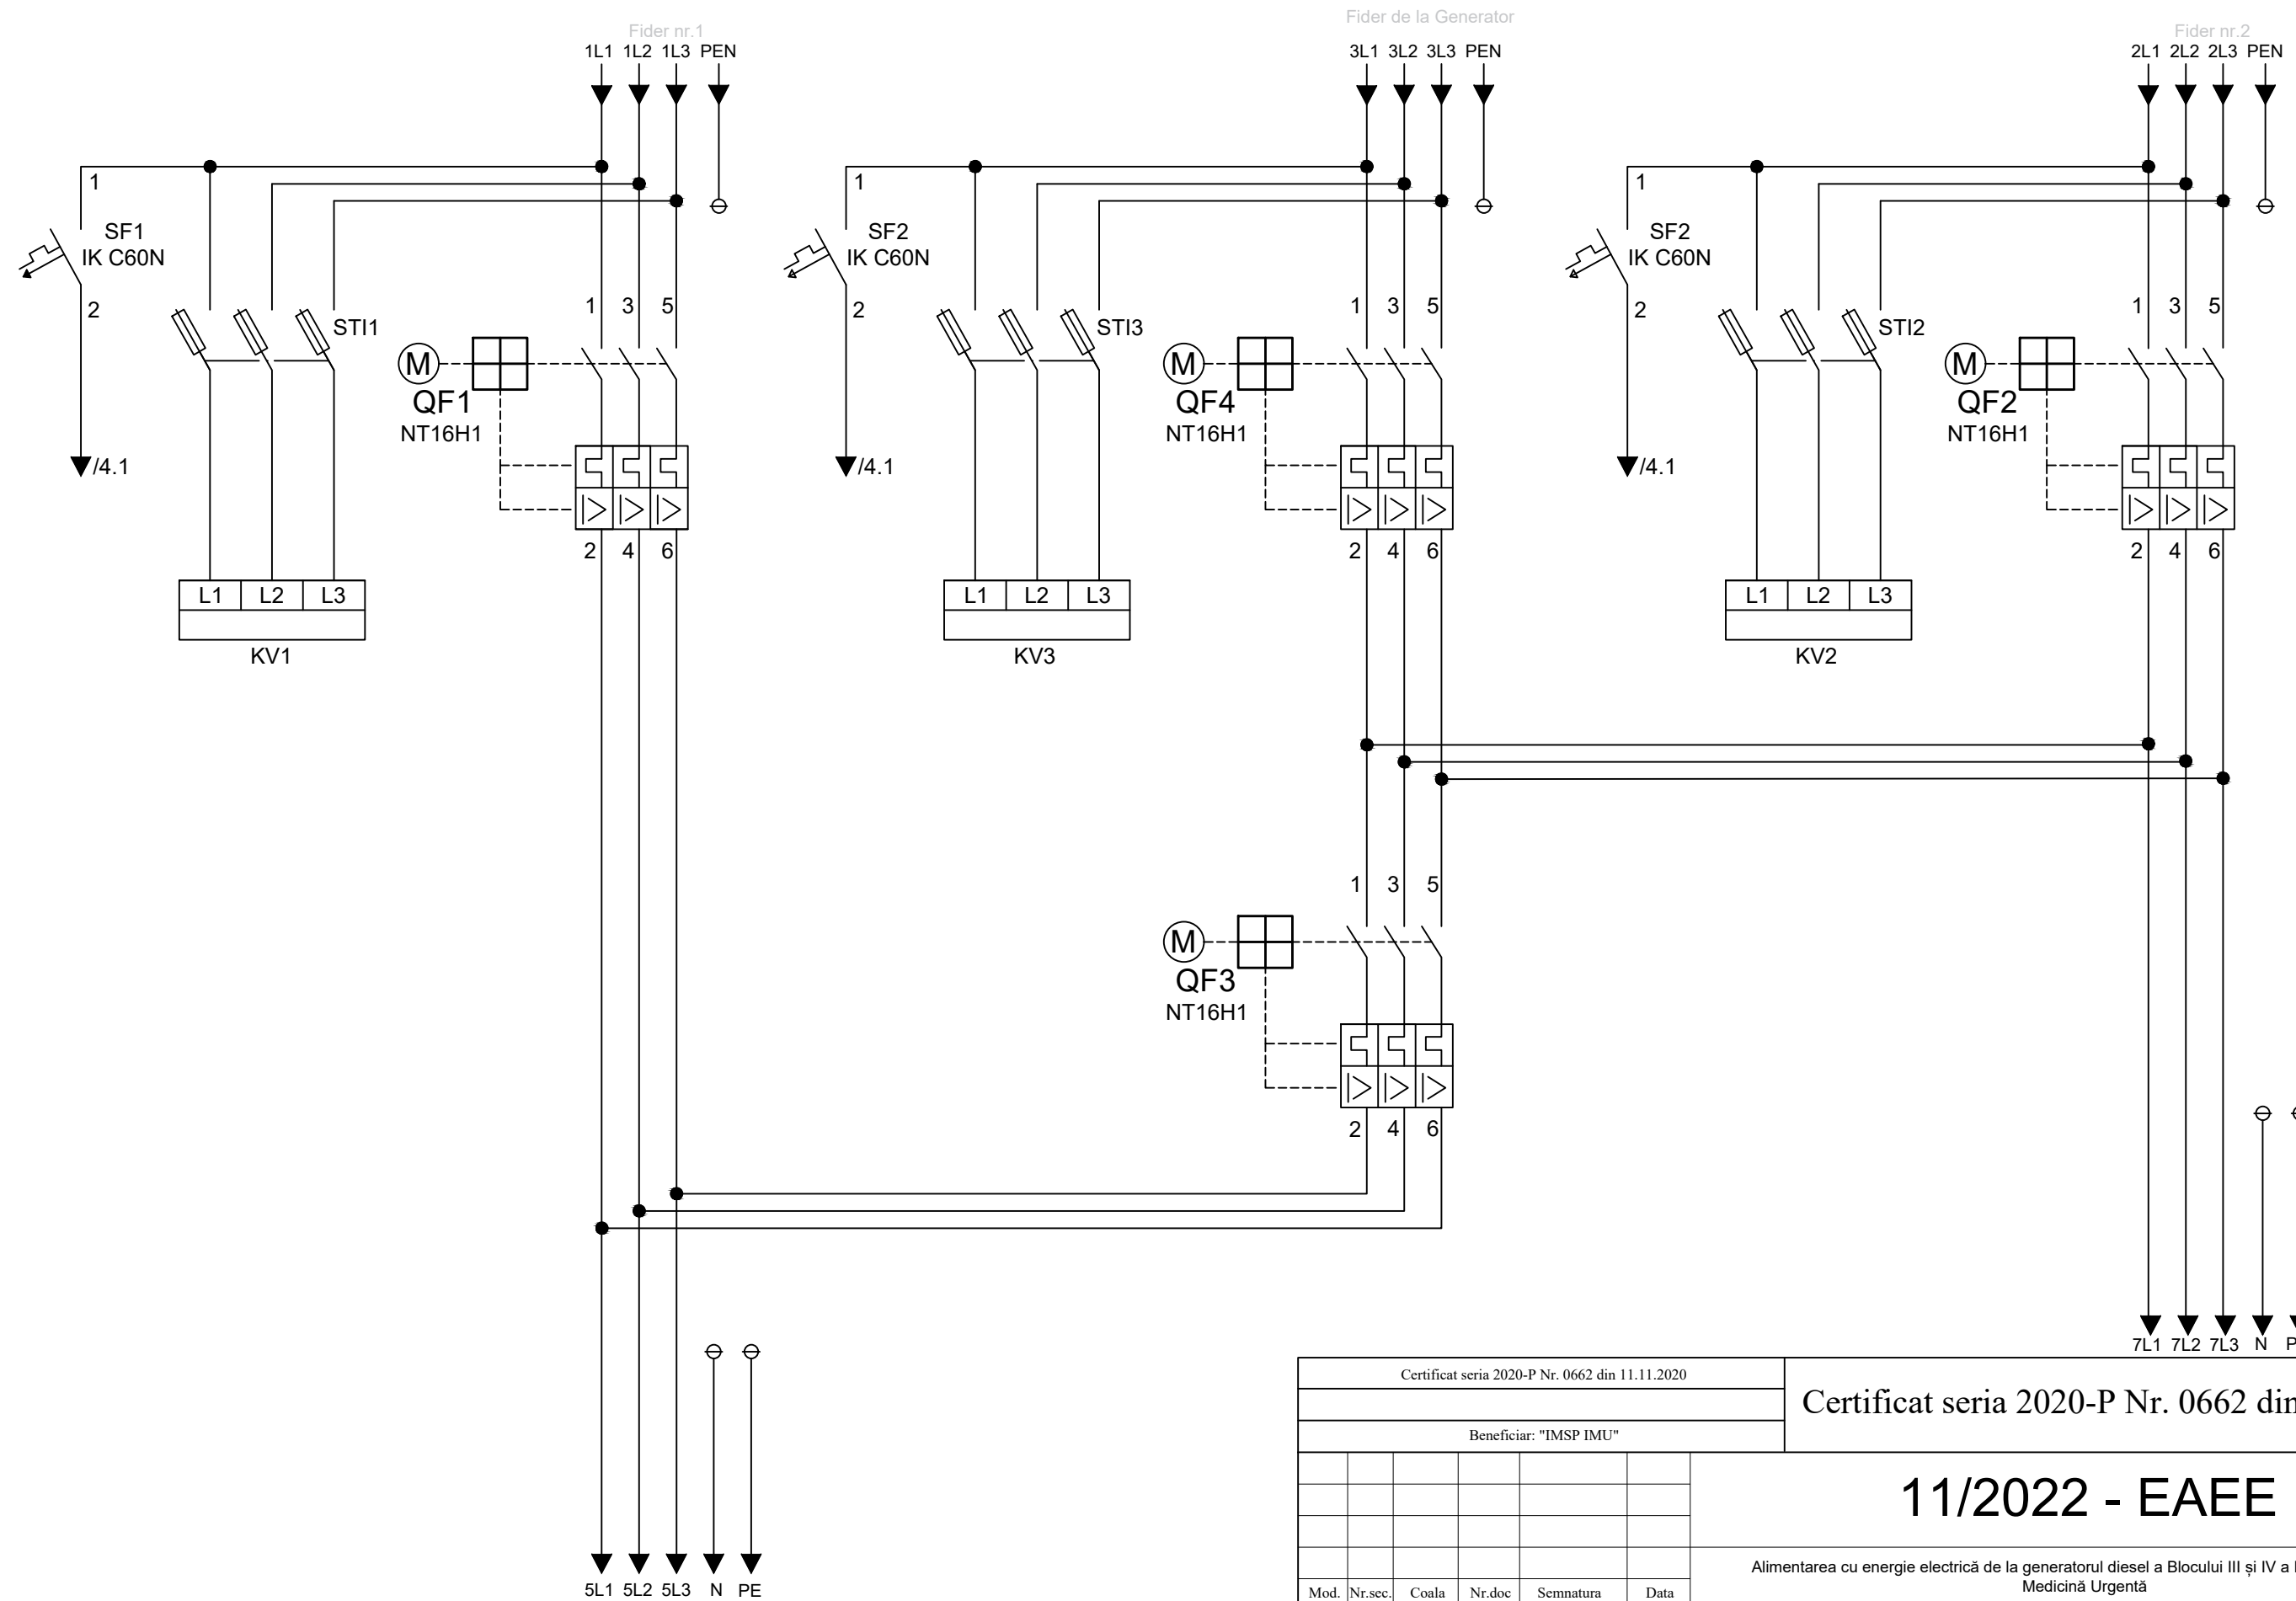 Fider nr.1
Fider de la Generator
Fider nr.2
1L1 1L2 1L3 PEN
3L1 3L2 3L3 PEN
2L1 2L2 2L3 PEN
1
SF1
IK C60N
2
/4.1
STI1
1 3 5
M
QF1
NT16H1
2 4 6
L1 L2 L3
KV1
1
SF2
IK C60N
2
/4.1
STI3
1 3 5
M
QF4
NT16H1
2 4 6
L1 L2 L3
KV3
1
SF2
IK C60N
2
/4.1
STI2
1 3 5
M
QF2
NT16H1
2 4 6
L1 L2 L3
KV2
1 3 5
M
QF3
NT16H1
2 4 6
7L1 7L2 7L3 N
5L1 5L2 5L3 N PE
Certificat seria 2020-P Nr. 0662 din 11.11.2020
Certificat seria 2020-P Nr. 0662 din
Beneficiar: "IMSP IMU"
11/2022 - EAEE
Alimentarea cu energie electrică de la generatorul diesel a Blocului III și IV a
Medicină Urgentă
Mod. Nr.sec. Coala Nr.doc Semnatura Data